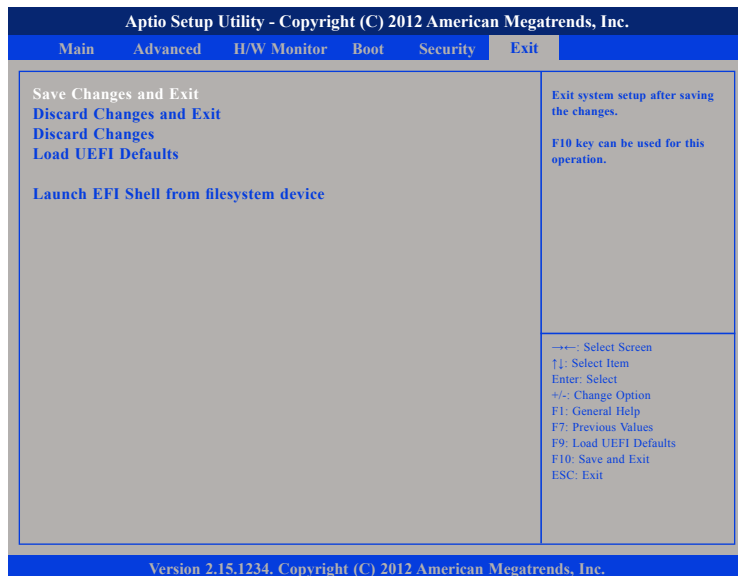 Aptio Setup Utility - Copyright (C) 2012 American Megatrends, Inc.
Main Advanced H/W Monitor Boot Security Exit
Save Changes and Exit
Discard Changes and Exit
Discard Changes
Load UEFI Defaults
Launch EFI Shell from filesystem device
Exit system setup after saving
the changes.
F10 key can be used for this
operation.
→←: Select Screen
↑↓: Select Item
Enter: Select
+/-: Change Option
F1: General Help
F7: Previous Values
F9: Load UEFI Defaults
F10: Save and Exit
ESC: Exit
Version 2.15.1234. Copyright (C) 2012 American Megatrends, Inc.